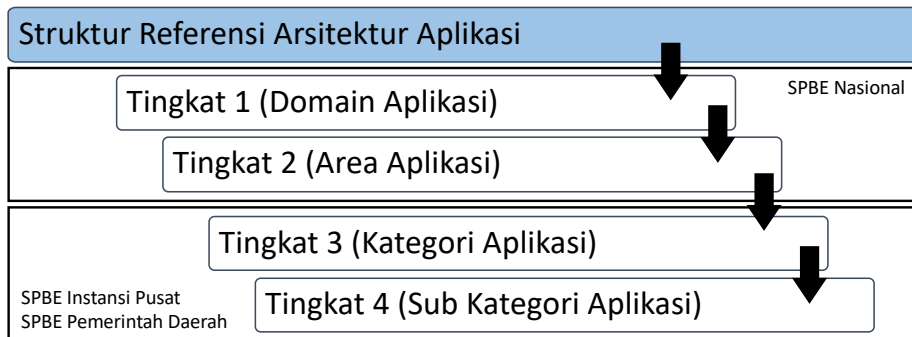 Struktur Referensi Arsitektur Aplikasi
Tingkat 1 (Domain Aplikasi)
SPBE Nasional
Tingkat 2 (Area Aplikasi)
Tingkat 3 (Kategori Aplikasi)
Tingkat 4 (Sub Kategori Aplikasi)
SPBE Instansi Pusat
SPBE Pemerintah Daerah